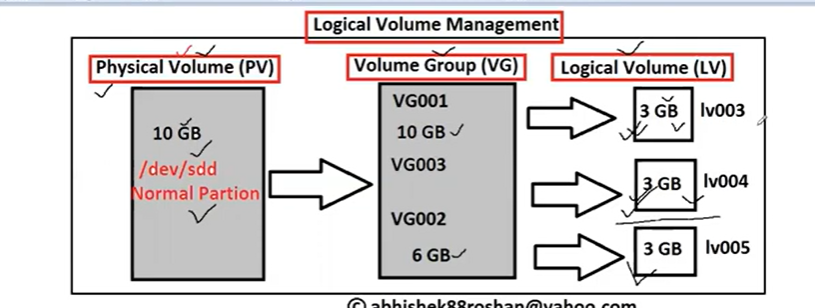 Logical Volume Management
Physical Volume (PV)
Volume Group (VG)
Logical Volume (LV)
10 GB
/dev/sdd
Normal Partion
VG001
10 GB
VG003
VG002
6 GB
3 GB lv003
3 GB lv004
3 GB lv005
© abhishek88roshan@yahoo.com